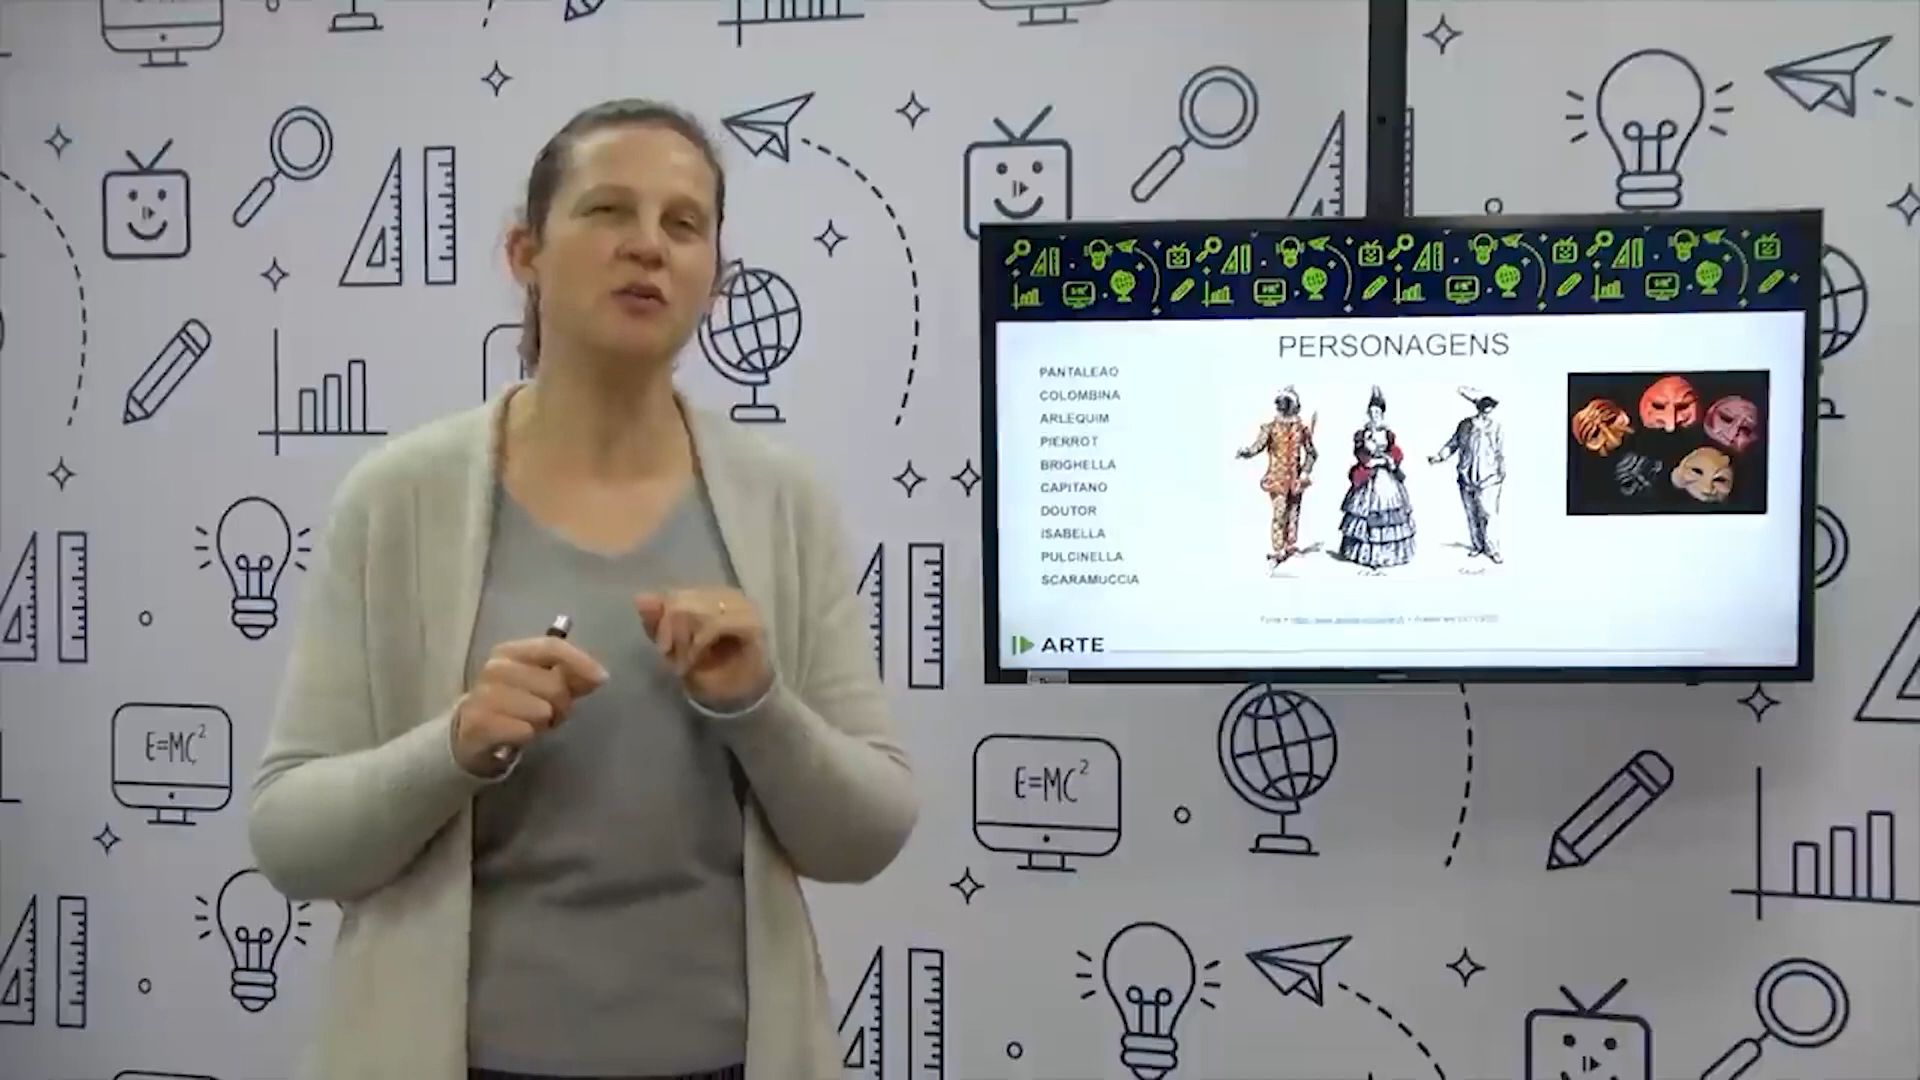 PERSONAGENS
PANTALEAO
COLOMBINA
ARLEQUIM
PIERROT
BRIGHELLA
CAPITANO
DOUTOR
ISABELLA
PULCINELLA
SCARAMUCCIA
ARTE
E=MC²
E=MC²